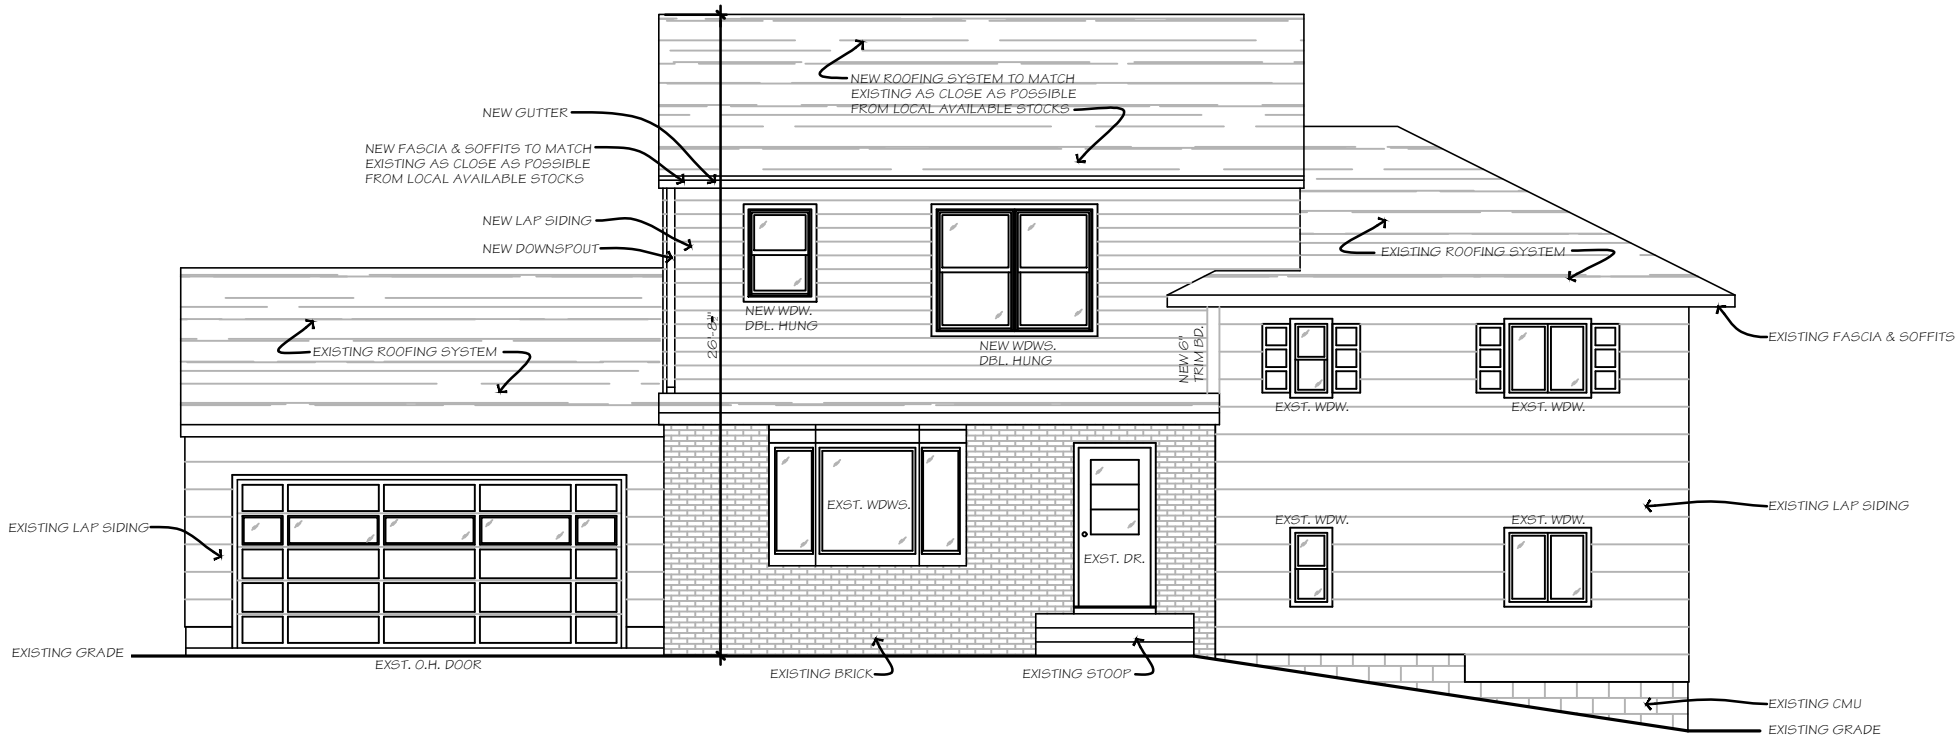 NEW ROOFING SYSTEM TO MATCH
EXISTING AS CLOSE AS POSSIBLE
FROM LOCAL AVAILABLE STOCKS
NEW GUTTER
NEW FASCIA & SOFFITS TO MATCH
EXISTING AS CLOSE AS POSSIBLE
FROM LOCAL AVAILABLE STOCKS
NEW LAP SIDING
NEW DOWNSPOUT
EXISTING ROOFING SYSTEM
NEW WDW.
DBL. HUNG
26'-8½"
NEW WDWS.
DBL. HUNG
NEW 6"
TRIM BD.
EXISTING FASCIA & SOFFITS
EXISTING ROOFING SYSTEM
EXST. WDW.
EXST. WDW.
EXST. WDWS.
EXISTING LAP SIDING
EXST. WDW.
EXST. WDW.
EXISTING LAP SIDING
EXST. DR.
EXISTING GRADE
EXST. O.H. DOOR
EXISTING BRICK
EXISTING STOOP
EXISTING CMU
EXISTING GRADE